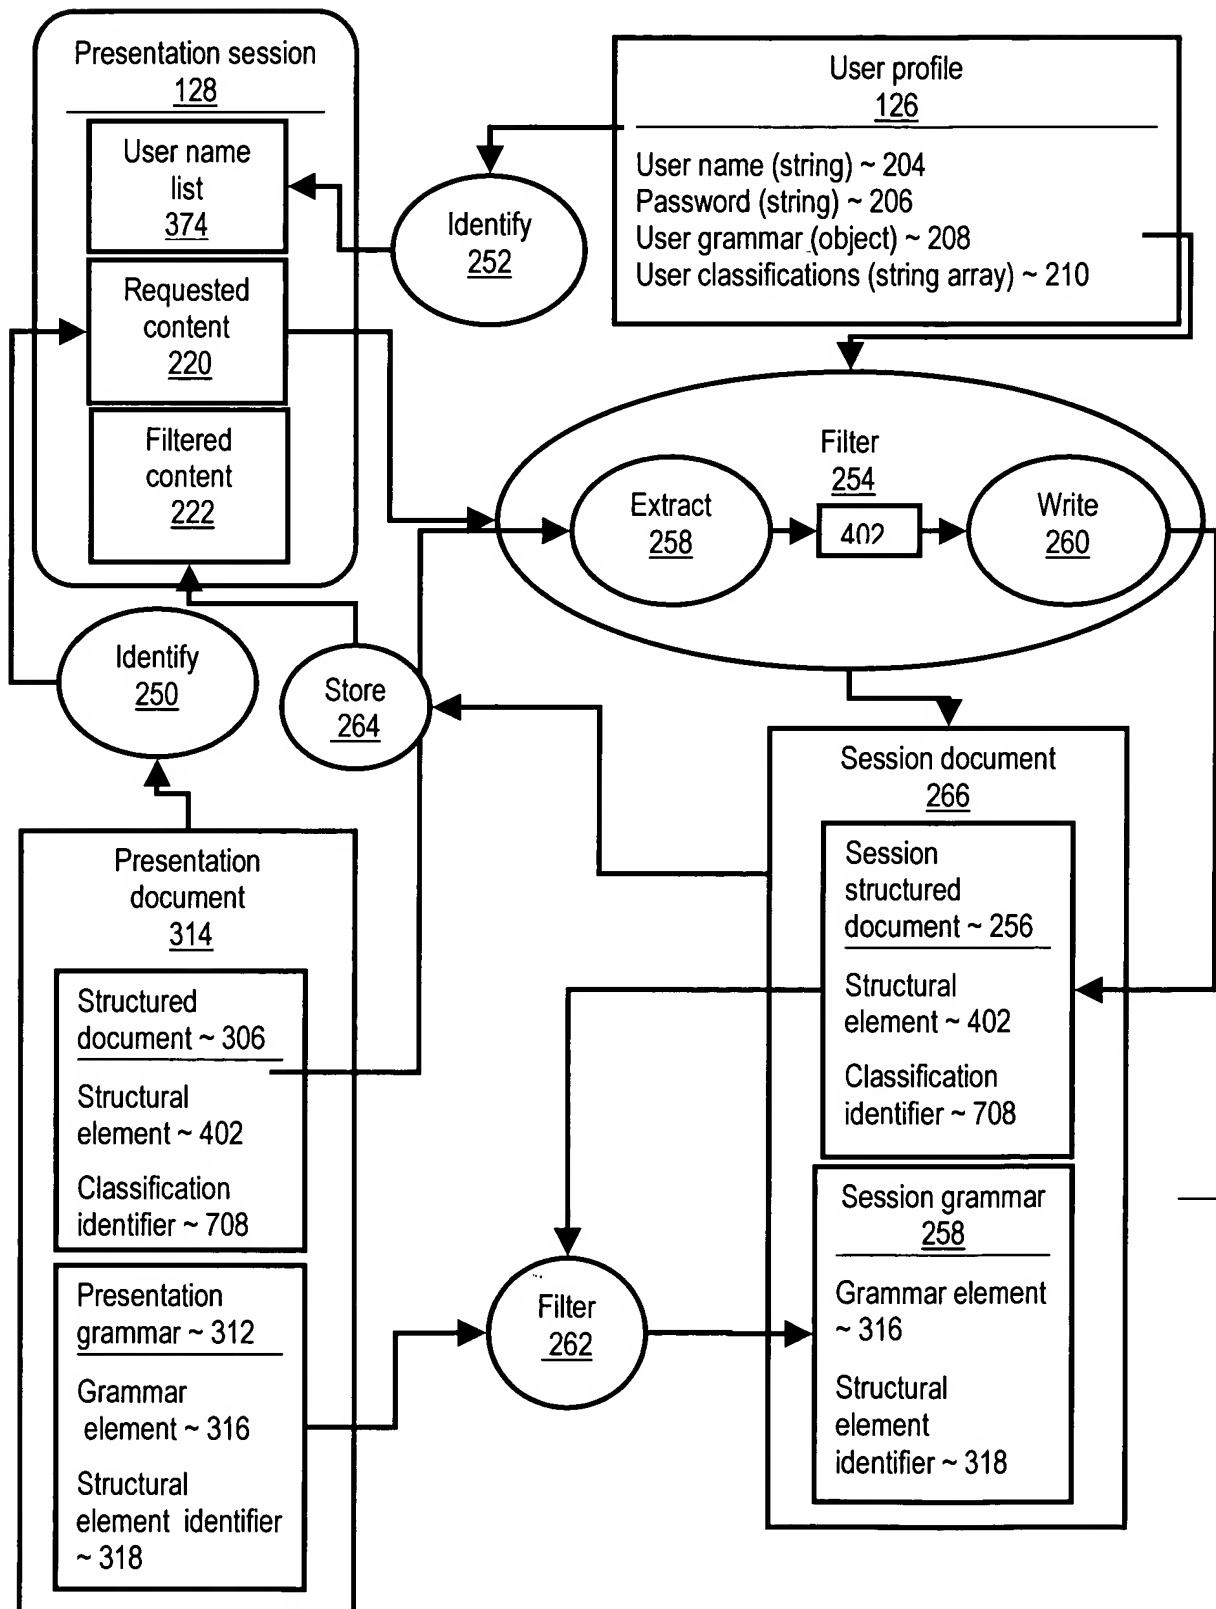 Presentation session
128
User name
list
374
Requested
content
220
Filtered
content
222
User profile
126
User name (string) ~ 204
Password (string) ~ 206
User grammar (object) ~ 208
User classifications (string array) ~ 210
Identify
252
Filter
254
Extract
258
402
Write
260
Identify
250
Store
264
Session document
266
Session
structured
document ~ 256
Structural
element ~ 402
Classification
identifier ~ 708
Session grammar
258
Grammar element
~ 316
Structural
element
identifier ~ 318
Presentation
document
314
Structured
document ~ 306
Structural
element ~ 402
Classification
identifier ~ 708
Presentation
grammar ~ 312
Grammar
element ~ 316
Structural
element identifier
~ 318
Filter
262